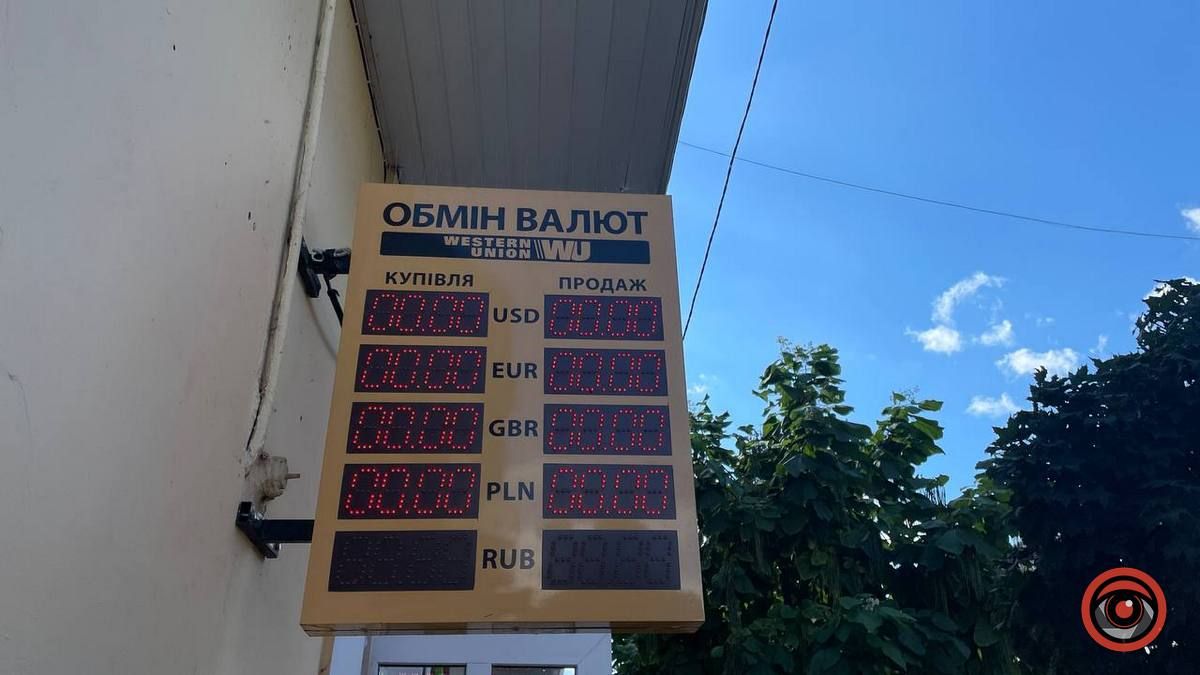 ОБМІН ВАЛЮТ
WESTERN UNION WU
КУПІВЛЯ ПРОДАЖ
00.00 USD 00.00
00.00 EUR 00.00
00.00 GBR 00.00
00.00 PLN 00.00
RUB